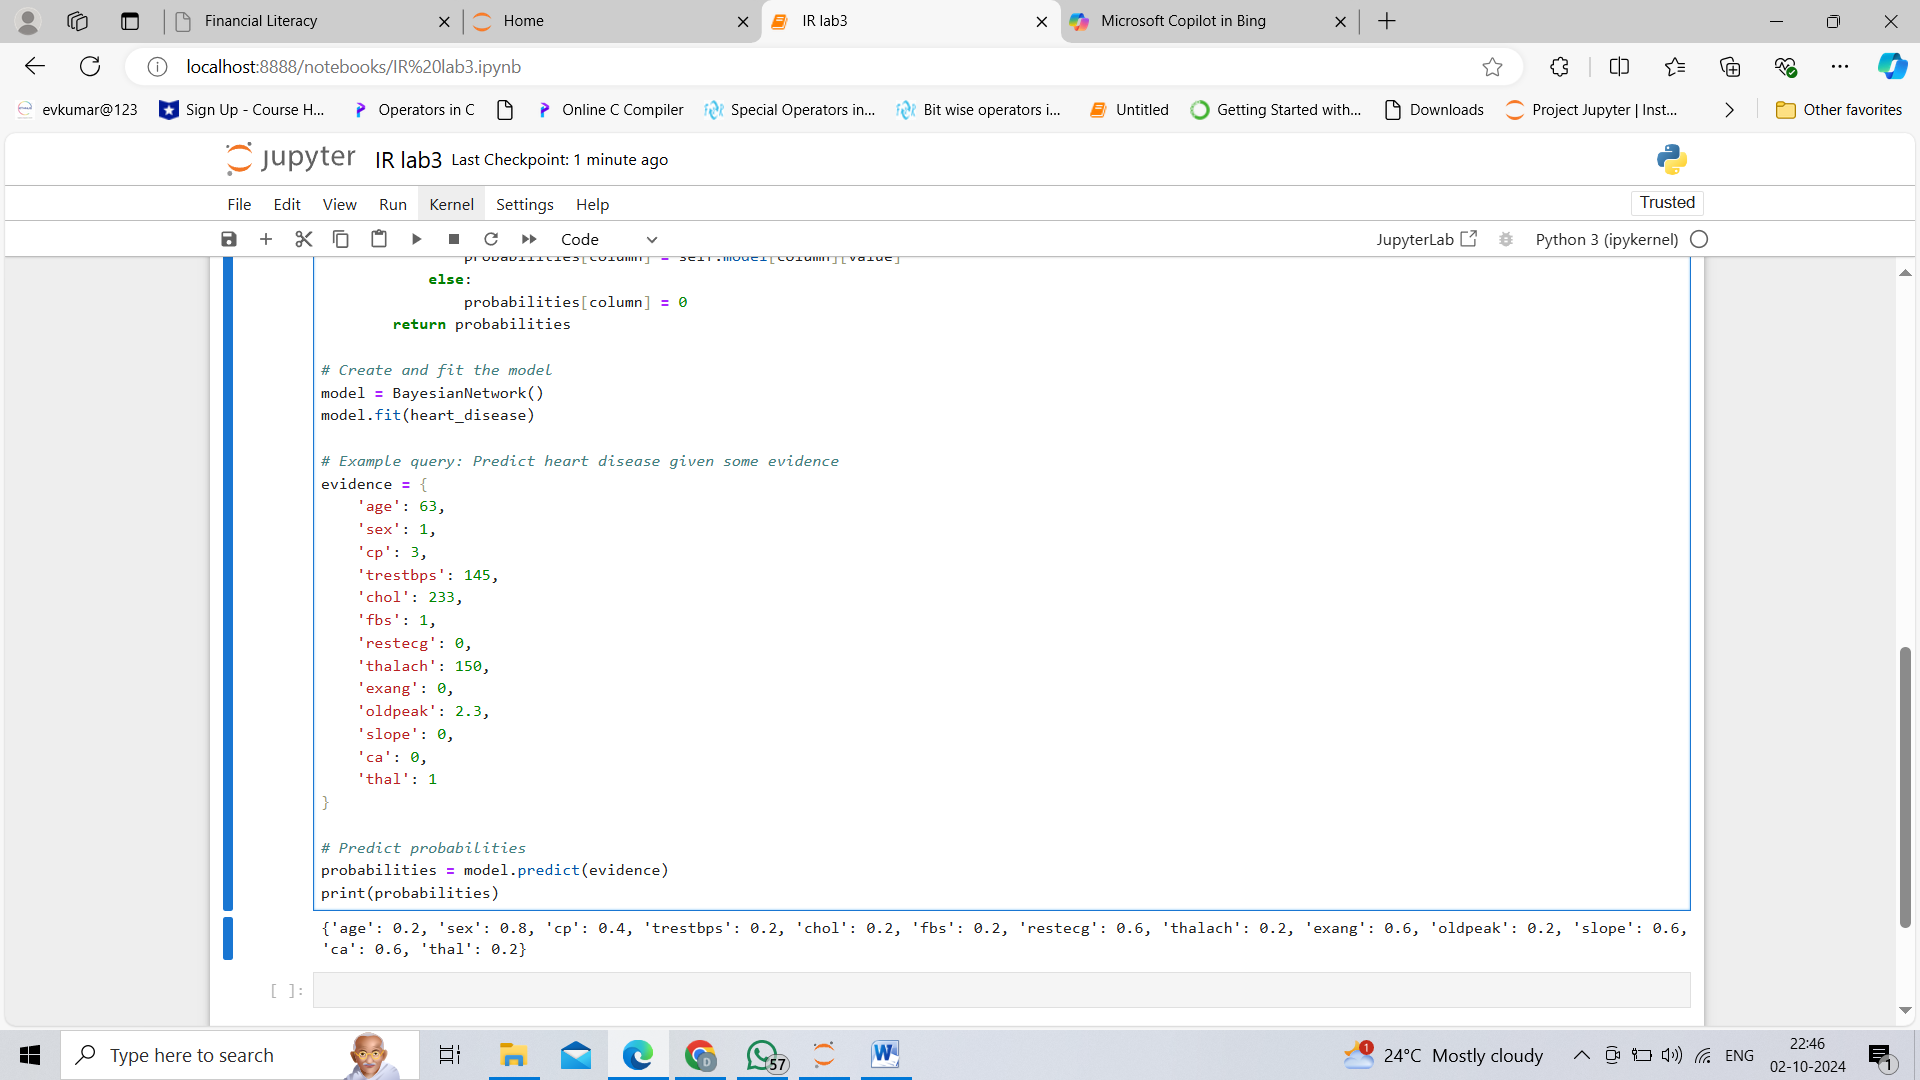 Financial Literacy
Home
IR lab3
Microsoft Copilot in Bing
localhost:8888/notebooks/IR%20lab3.ipynb
evkumar@123
Sign Up - Course H...
Operators in C
Online C Compiler
Special Operators in...
Bit wise operators i...
Untitled
Getting Started with...
Downloads
Project Jupyter | Inst...
Other favorites
jupyter IR lab3 Last Checkpoint: 1 minute ago
File Edit View Run Kernel Settings Help
Trusted
Code
JupyterLab
Python 3 (ipykernel)
probabilities[column] = self.model[column][value]
else:
probabilities[column] = 0
return probabilities
# Create and fit the model
model = BayesianNetwork()
model.fit(heart_disease)
# Example query: Predict heart disease given some evidence
evidence = {
'age': 63,
'sex': 1,
'cp': 3,
'trestbps': 145,
'chol': 233,
'fbs': 1,
'restecg': 0,
'thalach': 150,
'exang': 0,
'oldpeak': 2.3,
'slope': 0,
'ca': 0,
'thal': 1
}
# Predict probabilities
probabilities = model.predict(evidence)
print(probabilities)
{'age': 0.2, 'sex': 0.8, 'cp': 0.4, 'trestbps': 0.2, 'chol': 0.2, 'fbs': 0.2, 'restecg': 0.6, 'thalach': 0.2, 'exang': 0.6, 'oldpeak': 0.2, 'slope': 0.6,
'ca': 0.6, 'thal': 0.2}
[ ]:
Type here to search
D
57
W
1
24°C Mostly cloudy
ENG
22:46
02-10-2024
1